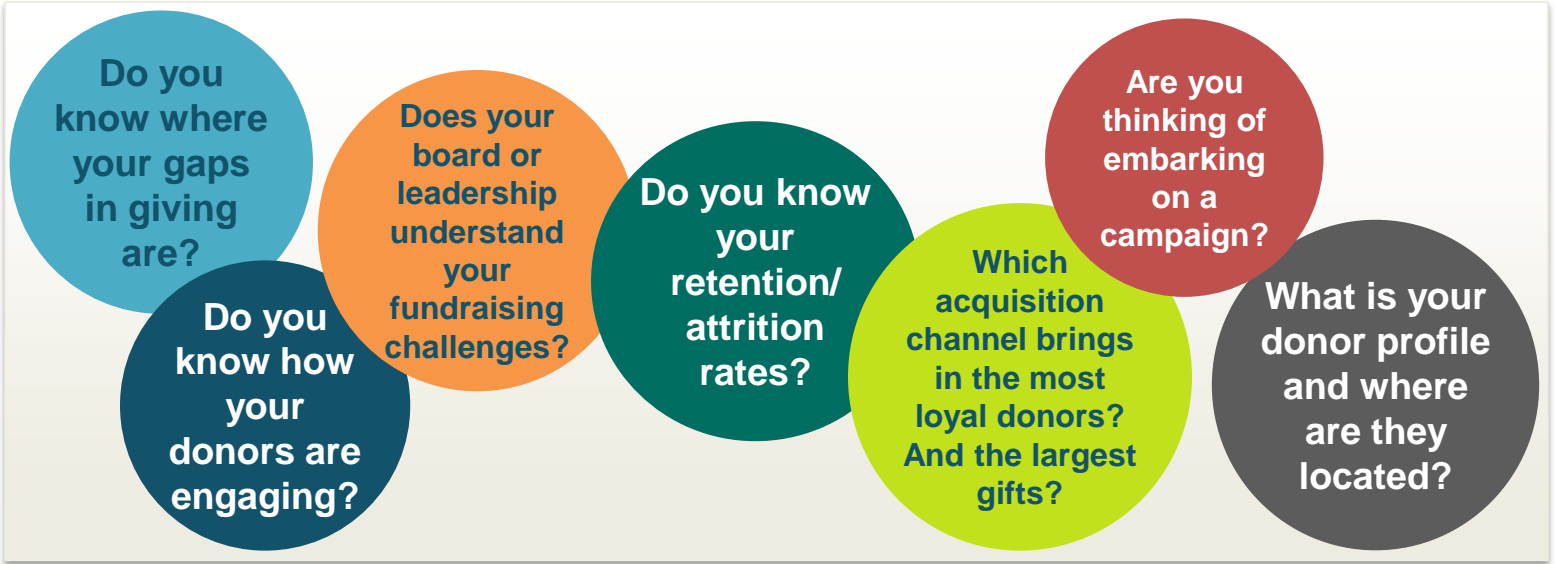 Do you
know where
your gaps
in giving
are?
Do you
know how
your
donors are
engaging?
Does your
board or
leadership
understand
your
fundraising
challenges?
Do you know
your
retention/
attrition
rates?
Which
acquisition
channel brings
in the most
loyal donors?
And the largest
gifts?
Are you
thinking of
embarking
on a
campaign?
What is your
donor profile
and where
are they
located?